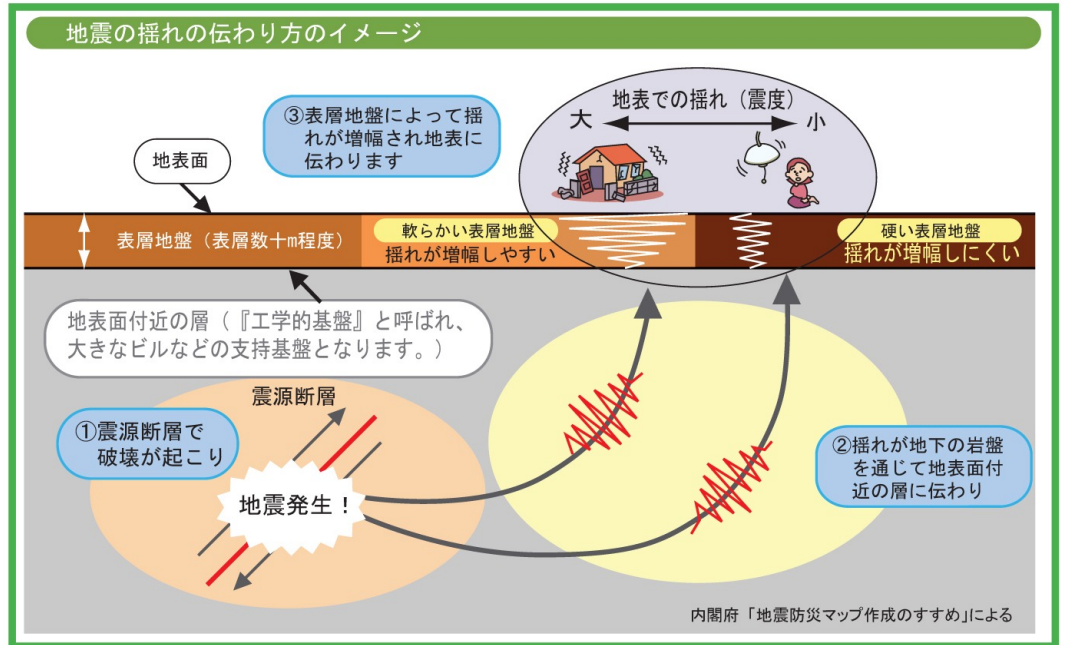 地震の揺れの伝わり方のイメージ
③表層地盤によって揺
れが増幅され地表に
伝わります
地表での揺れ（震度）
大
小
地表面
表層地盤（表層数十m程度）
軟らかい表層地盤
揺れが増幅しやすい
硬い表層地盤
揺れが増幅しにくい
地表面付近の層（『工学的基盤』と呼ばれ、
大きなビルなどの支持基盤となります。）
震源断層
①震源断層で
破壊が起こり
地震発生！
②揺れが地下の岩盤
を通じて地表面付
近の層に伝わり
内閣府「地震防災マップ作成のすすめ」による